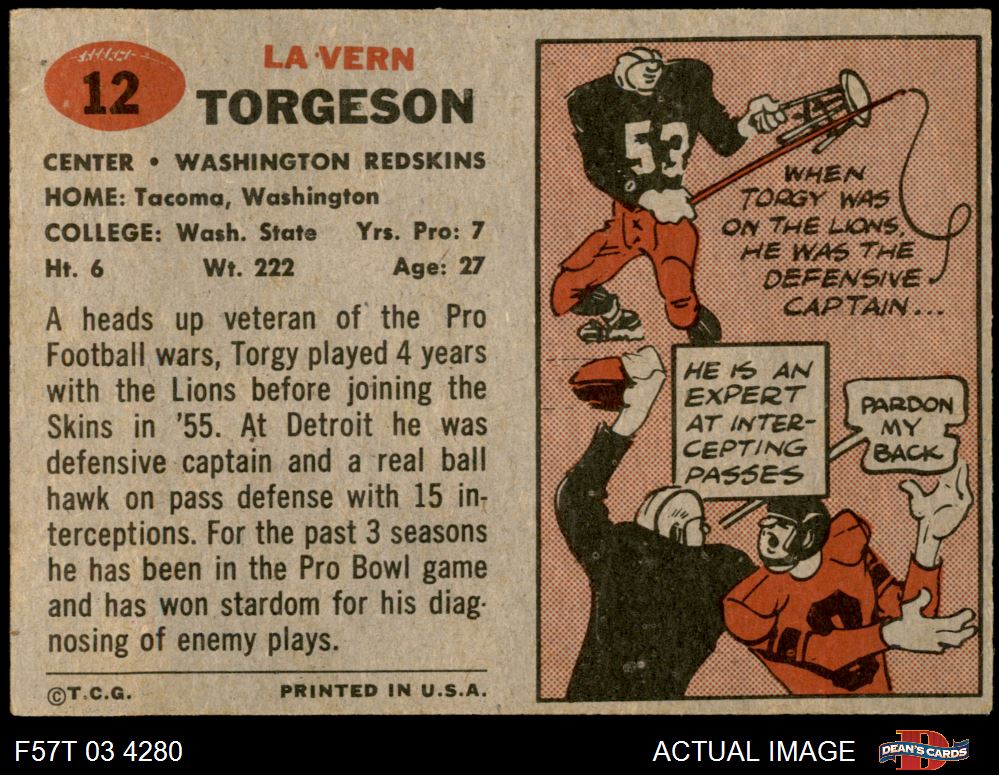 12
LA VERN
TORGESON
CENTER • WASHINGTON REDSKINS
HOME: Tacoma, Washington
COLLEGE: Wash. State Yrs. Pro: 7
Ht. 6 Wt. 222 Age: 27
A heads up veteran of the Pro
Football wars, Torgy played 4 years
with the Lions before joining the
Skins in '55. At Detroit he was
defensive captain and a real ball
hawk on pass defense with 15 in-
terceptions. For the past 3 seasons
he has been in the Pro Bowl game
and has won stardom for his diag-
nosing of enemy plays.
©T.C.G. PRINTED IN U.S.A.
53
WHEN
TORGY WAS
ON THE LIONS,
HE WAS THE
DEFENSIVE
CAPTAIN...
HE IS AN
EXPERT
AT INTER-
CEPTING
PASSES
PARDON
MY
BACK
F57T 03 4280
ACTUAL IMAGE
DEAN'S CARDS